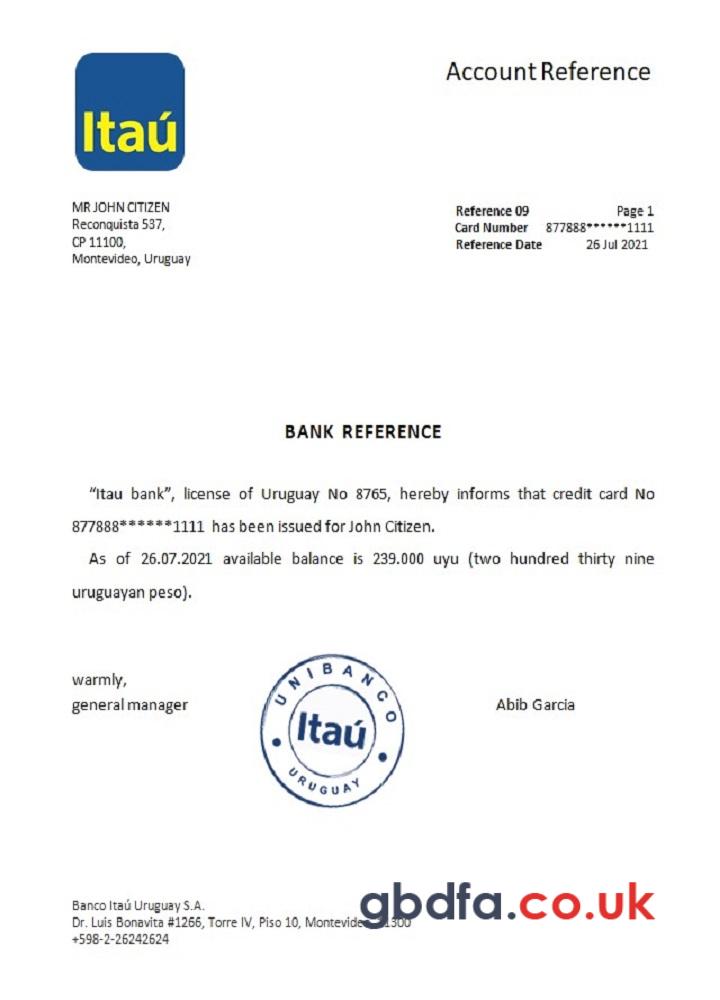 Itaú
Account Reference
MR JOHN CITIZEN
Reconquista 537,
CP 11100,
Montevideo, Uruguay
Reference 09 Page 1
Card Number 877888******1111
Reference Date 26 Jul 2021
BANK REFERENCE
“Itau bank”, license of Uruguay No 8765, hereby informs that credit card No
877888******1111 has been issued for John Citizen.
As of 26.07.2021 available balance is 239.000 uyu (two hundred thirty nine
uruguayan peso).
warmly,
general manager
UNIBANCO
Itaú
URUGUAY
Abib Garcia
Banco Itaú Uruguay S.A.
Dr. Luis Bonavita #1266, Torre IV, Piso 10, Montevideo 11300
+598-2-26242624
gbdfa.co.uk